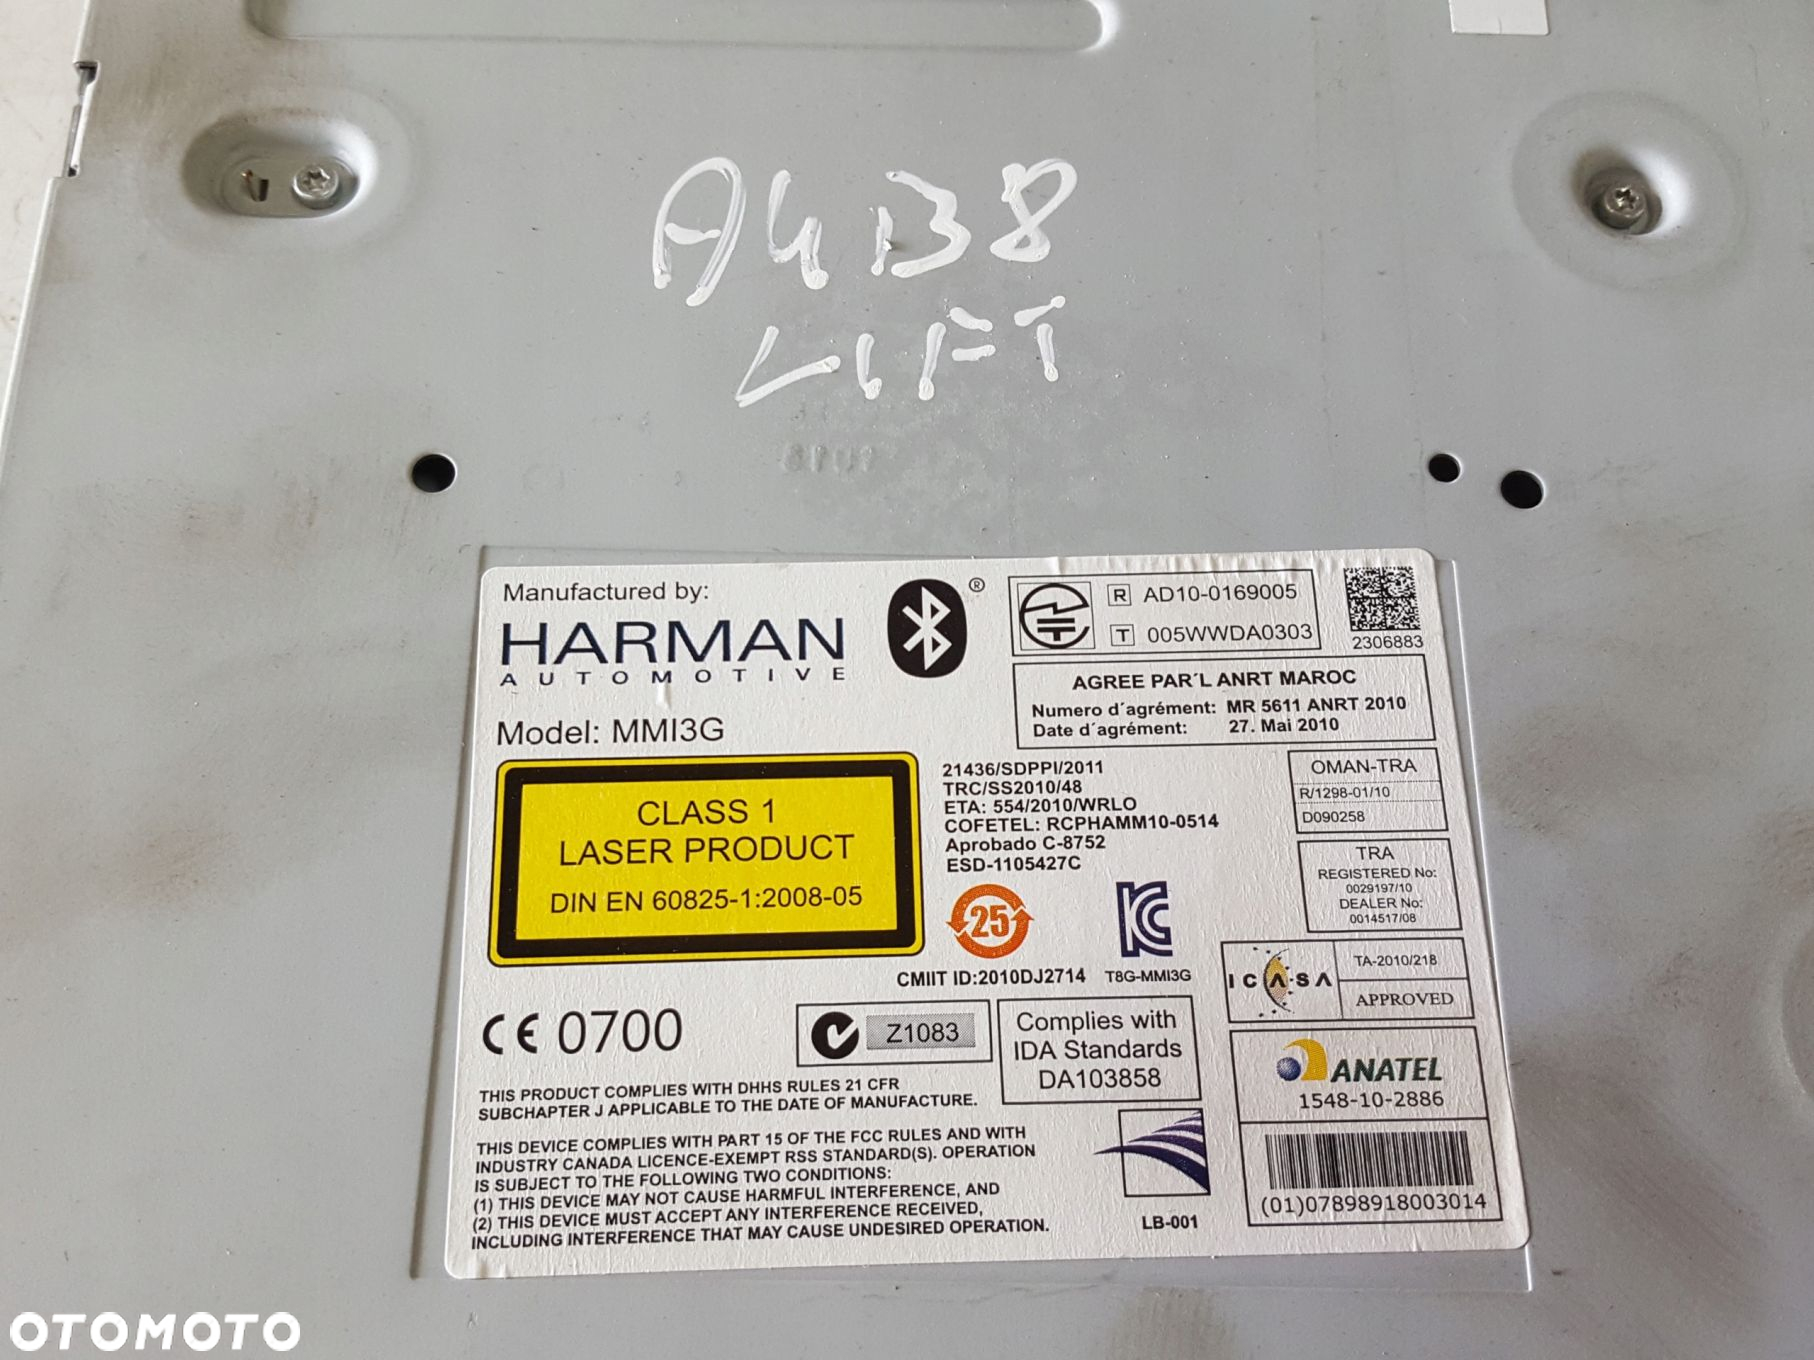 A4 B8
LIFT
Manufactured by:
HARMAN
AUTOMOTIVE
®
Model: MMI3G
CLASS 1
LASER PRODUCT
DIN EN 60825-1:2008-05
R AD10-0169005
T 005WWDA0303
2306883
AGREE PAR´L ANRT MAROC
Numero d´agrément: MR 5611 ANRT 2010
Date d´agrément: 27. Mai 2010
21436/SDPPI/2011
TRC/SS2010/48
ETA: 554/2010/WRLO
COFETEL: RCPHAMM10-0514
Aprobado C-8752
ESD-1105427C
OMAN-TRA
R/1298-01/10
D090258
TRA
REGISTERED No:
0029197/10
DEALER No:
0014517/08
25
CMIIT ID:2010DJ2714
T8G-MMI3G
ICASA
TA-2010/218
APPROVED
CE 0700
Z1083
Complies with
IDA Standards
DA103858
ANATEL
1548-10-2886
(01)07898918003014
THIS PRODUCT COMPLIES WITH DHHS RULES 21 CFR
SUBCHAPTER J APPLICABLE TO THE DATE OF MANUFACTURE.
THIS DEVICE COMPLIES WITH PART 15 OF THE FCC RULES AND WITH
INDUSTRY CANADA LICENCE-EXEMPT RSS STANDARD(S). OPERATION
IS SUBJECT TO THE FOLLOWING TWO CONDITIONS:
(1) THIS DEVICE MAY NOT CAUSE HARMFUL INTERFERENCE, AND
(2) THIS DEVICE MUST ACCEPT ANY INTERFERENCE RECEIVED,
INCLUDING INTERFERENCE THAT MAY CAUSE UNDESIRED OPERATION.
LB-001
OTOMOTO